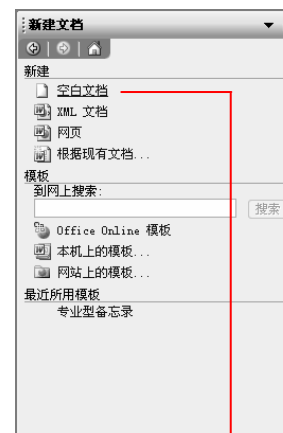 新建文档
新建
空白文档
XML 文档
网页
根据现有文档...
模板
到网上搜索:
搜索
Office Online 模板
本机上的模板...
网站上的模板...
最近所用模板
专业型备忘录